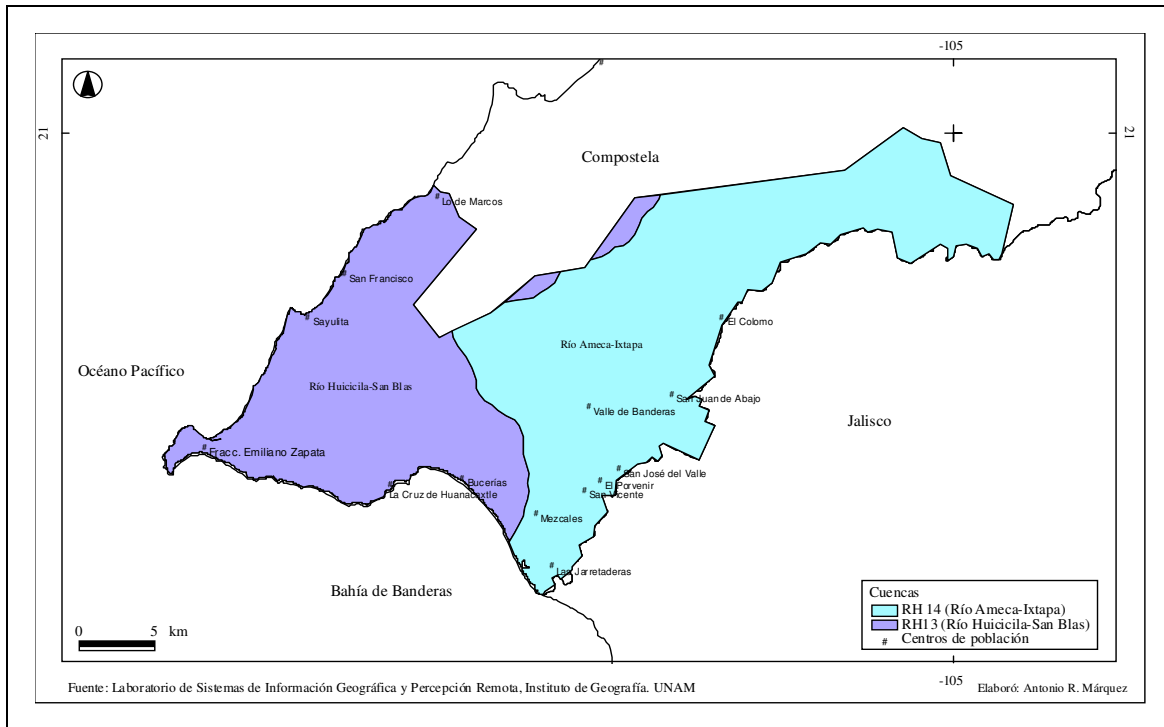 -105
21
21
Compostela
# Lo de Marcos
# San Francisco
# Sayulita
# El Colomo
Río Ameca-Ixtapa
Océano Pacífico
Río Huicicila-San Blas
# San Juan de Abajo
# Valle de Banderas
Jalisco
# Fracc. Emiliano Zapata
# San José del Valle
# Bucerías
# El Porvenir
# La Cruz de Huanacaxtle
# San Vicente
# Mezcales
# Las Jarretaderas
Bahía de Banderas
Cuencas
RH 14 (Río Ameca-Ixtapa)
RH13 (Río Huicicila-San Blas)
# Centros de población
0 5 km
Fuente: Laboratorio de Sistemas de Información Geográfica y Percepción Remota, Instituto de Geografía. UNAM
-105
Elaboró: Antonio R. Márquez